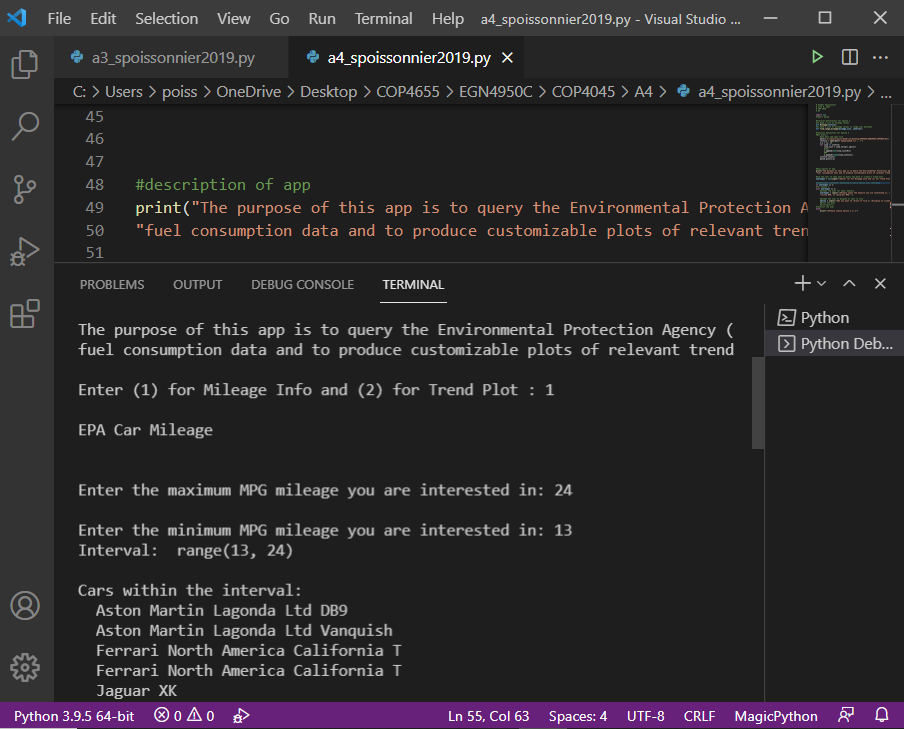 File Edit Selection View Go Run Terminal Help a4_spoissonnier2019.py - Visual Studio ...
a3_spoissonnier2019.py a4_spoissonnier2019.py
C: > Users > poiss > OneDrive > Desktop > COP4655 > EGN4950C > COP4045 > A4 > a4_spoissonnier2019.py > ...
45
46
47
48 #description of app
49 print("The purpose of this app is to query the Environmental Protection A
50 "fuel consumption data and to produce customizable plots of relevant tren
51
PROBLEMS OUTPUT DEBUG CONSOLE TERMINAL
Python
Python Deb...
The purpose of this app is to query the Environmental Protection Agency (
fuel consumption data and to produce customizable plots of relevant trend
Enter (1) for Mileage Info and (2) for Trend Plot : 1
EPA Car Mileage
Enter the maximum MPG mileage you are interested in: 24
Enter the minimum MPG mileage you are interested in: 13
Interval:  range(13, 24)
Cars within the interval:
Aston Martin Lagonda Ltd DB9
Aston Martin Lagonda Ltd Vanquish
Ferrari North America California T
Ferrari North America California T
Jaguar XK
Python 3.9.5 64-bit 0 0 Ln 55, Col 63 Spaces: 4 UTF-8 CRLF MagicPython